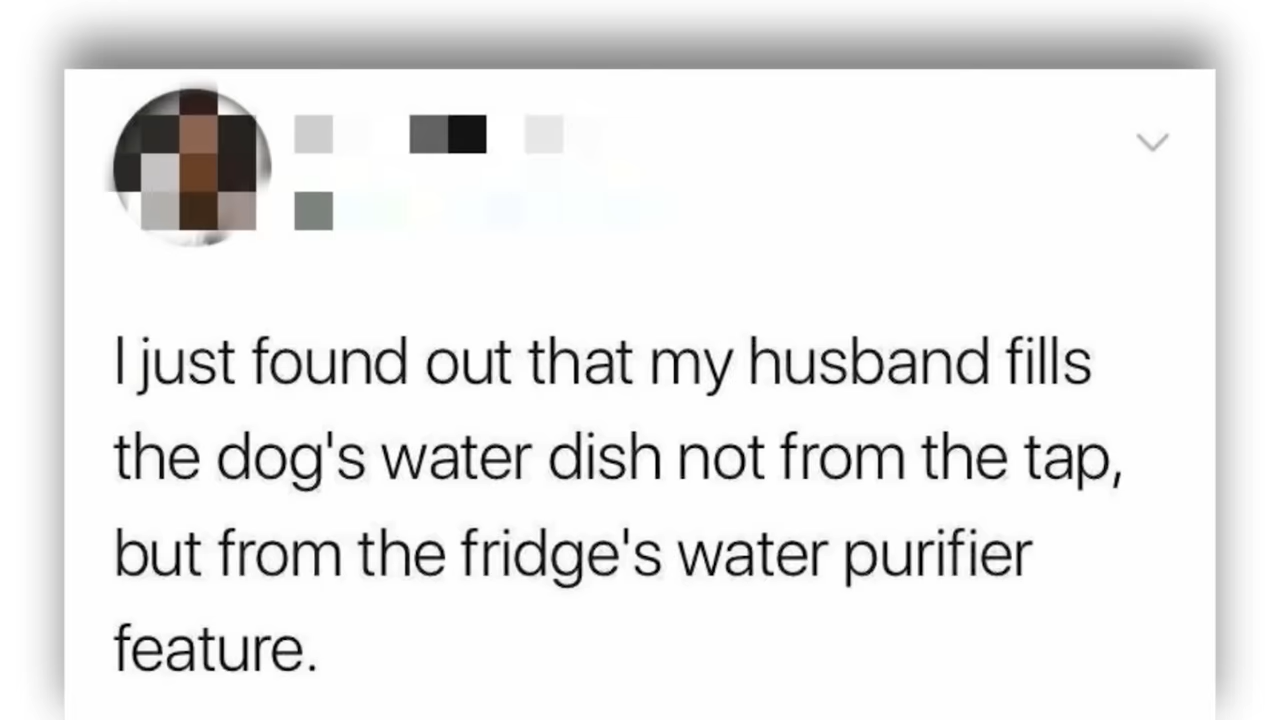 I just found out that my husband fills
the dog's water dish not from the tap,
but from the fridge's water purifier
feature.